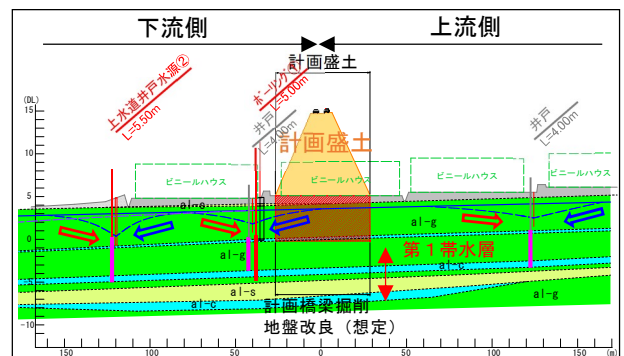 下流側
上流側
計画盛土
上水道井戸水源②
L=5.50m
ボーリング①
L=5.00m
井戸
L=4.00m
井戸
L=4.00m
(DL)
15
10
5
0
-5
-10
計画盛土
ビニールハウス
ビニールハウス
ビニールハウス
ビニールハウス
al-s
al-g
al-g
第1帯水層
al-c
al-s
al-c
al-g
計画橋梁掘削
地盤改良（想定）
150
100
50
0
50
100
150
(m)